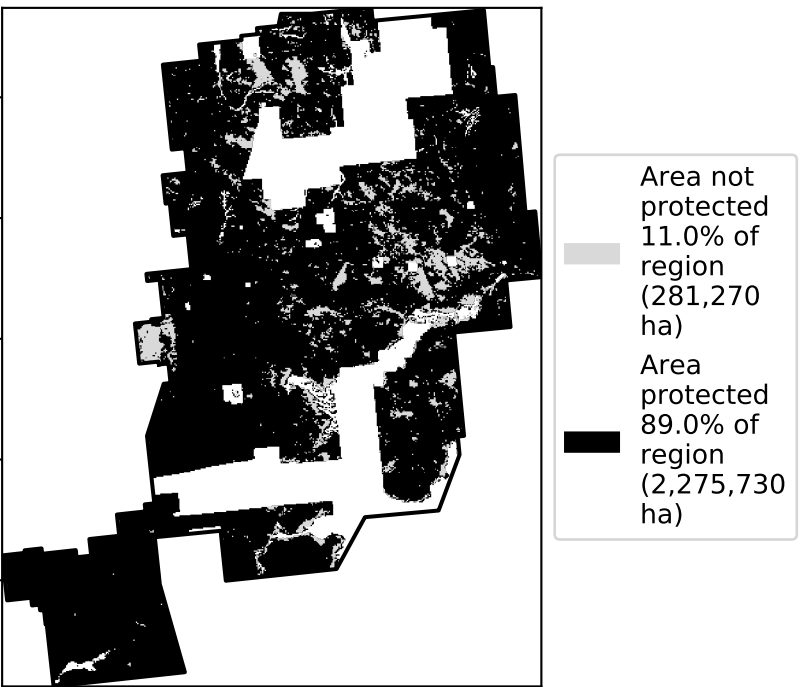 Area not
protected
11.0% of
region
(281,270
ha)
Area
protected
89.0% of
region
(2,275,730
ha)